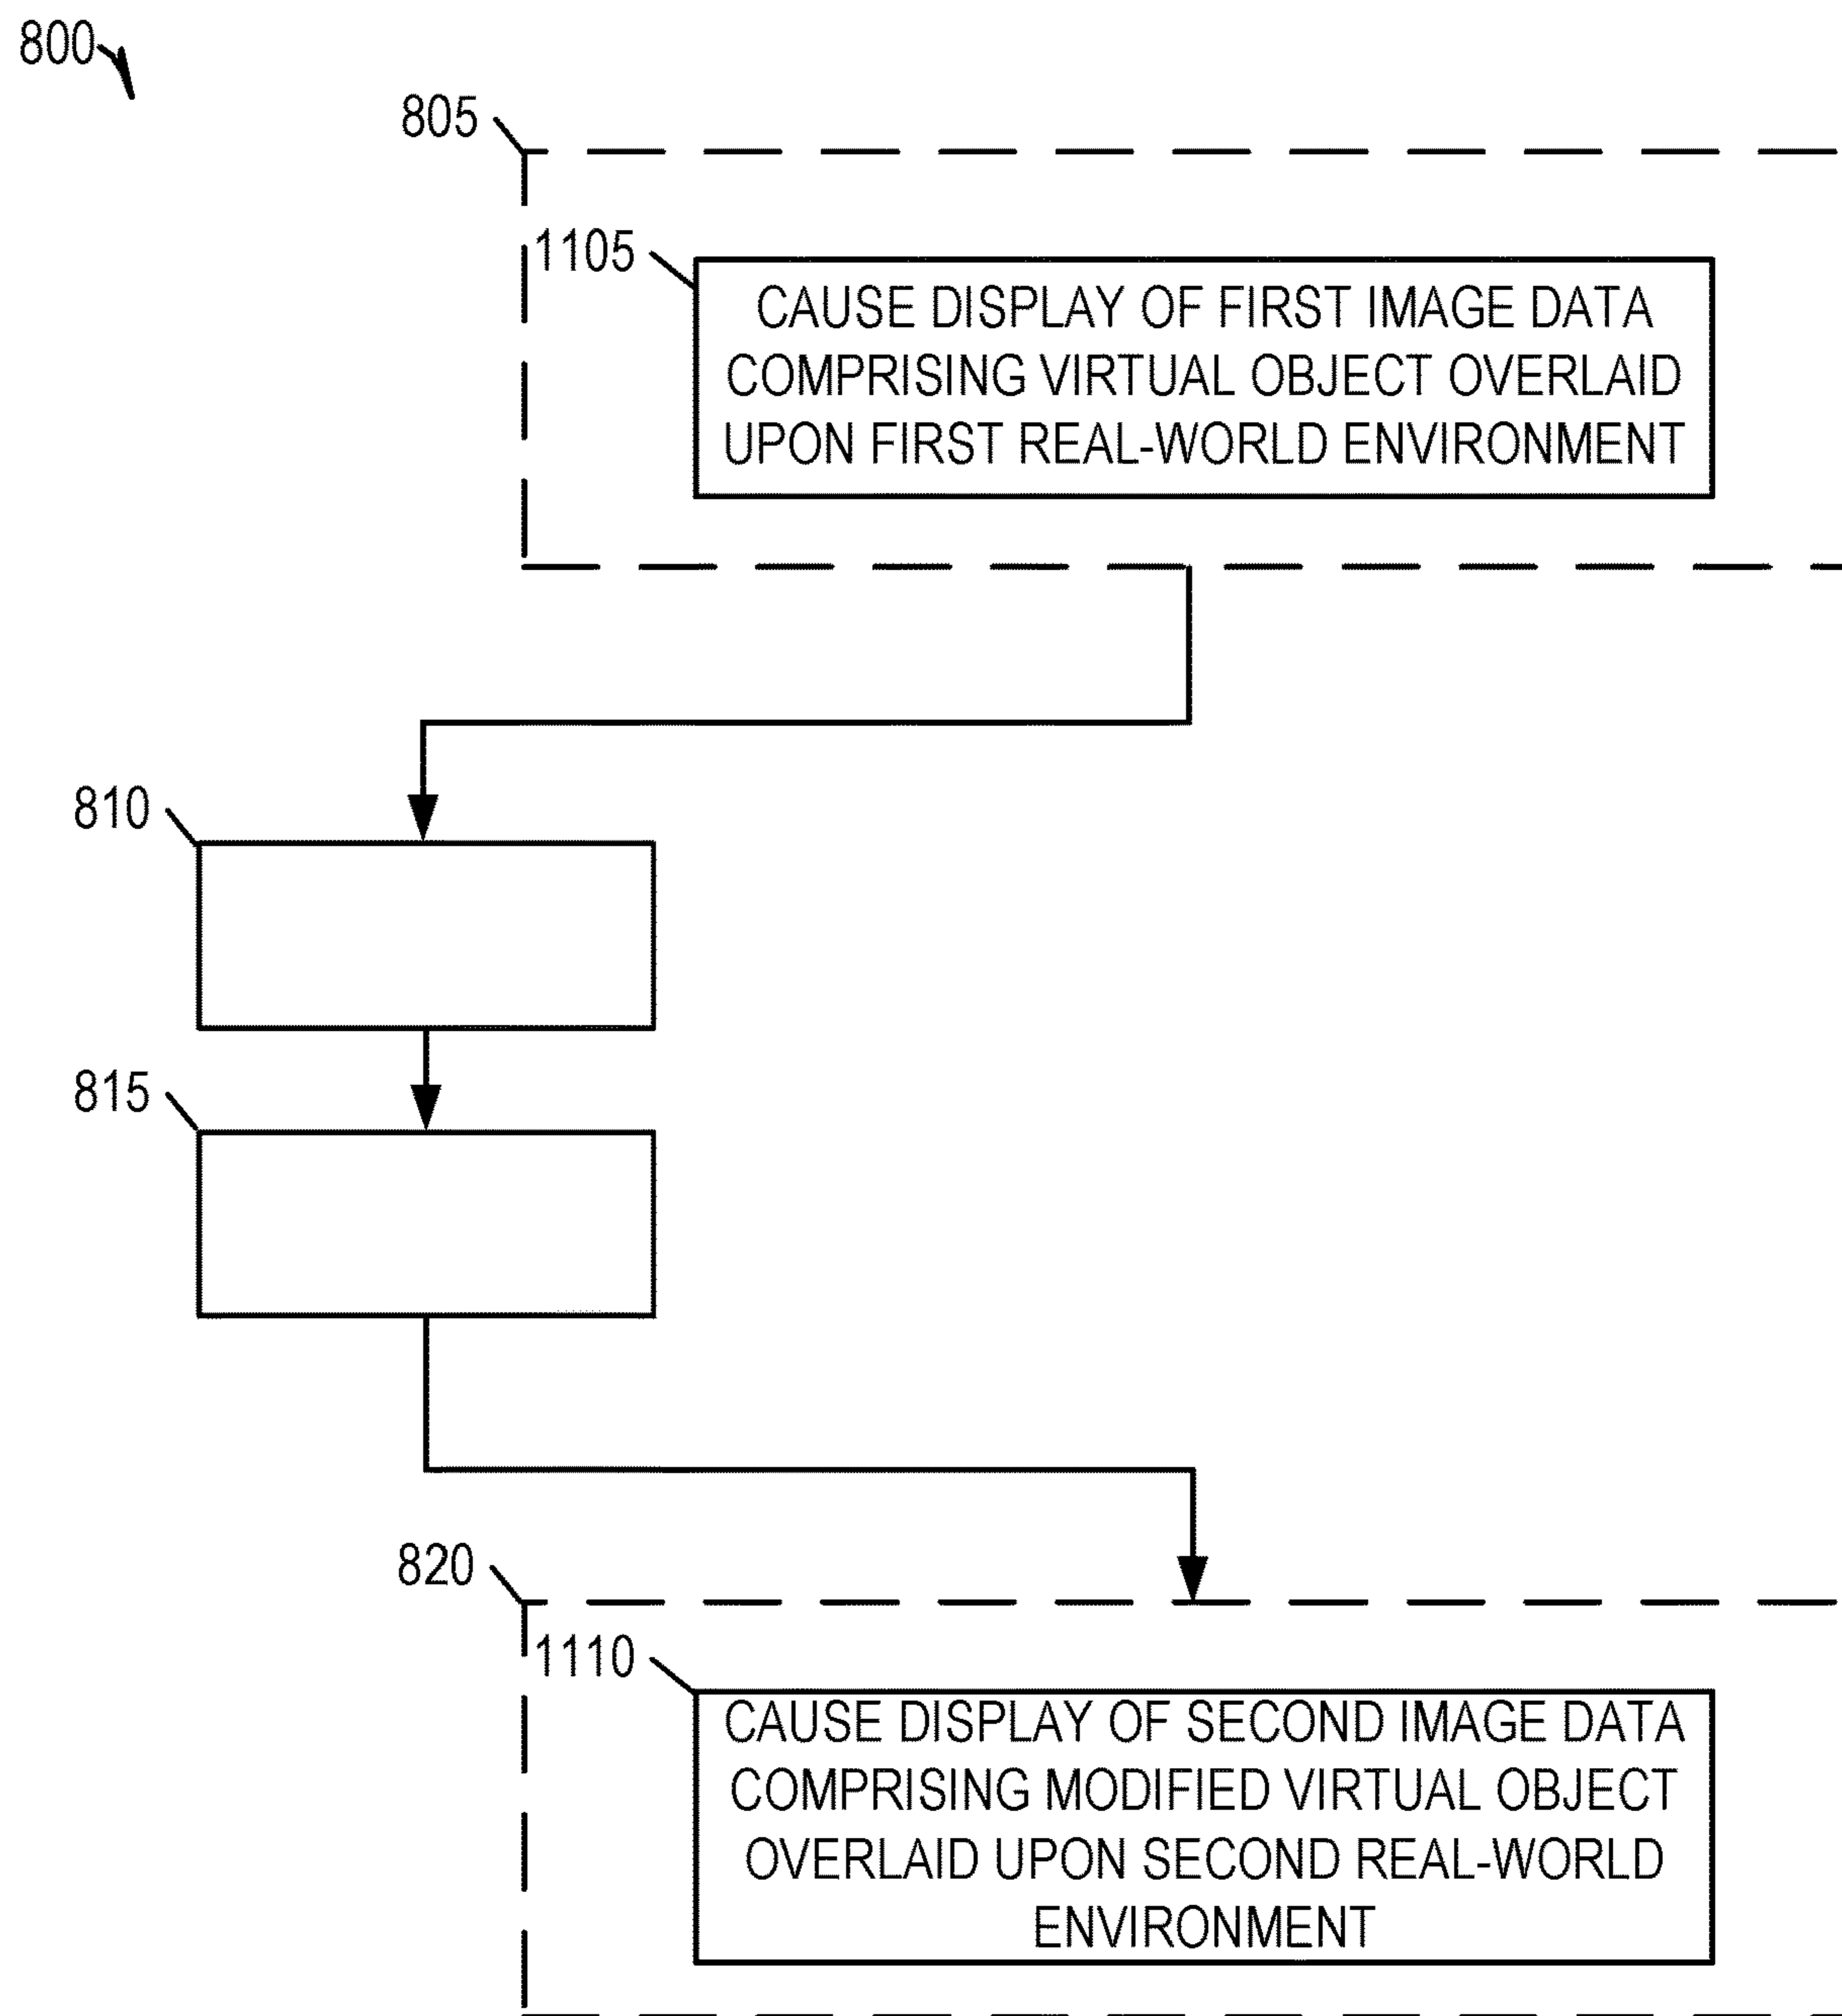 800
805
1105
CAUSE DISPLAY OF FIRST IMAGE DATA
COMPRISING VIRTUAL OBJECT OVERLAID
UPON FIRST REAL-WORLD ENVIRONMENT
810
815
820
1110
CAUSE DISPLAY OF SECOND IMAGE DATA
COMPRISING MODIFIED VIRTUAL OBJECT
OVERLAID UPON SECOND REAL-WORLD
ENVIRONMENT